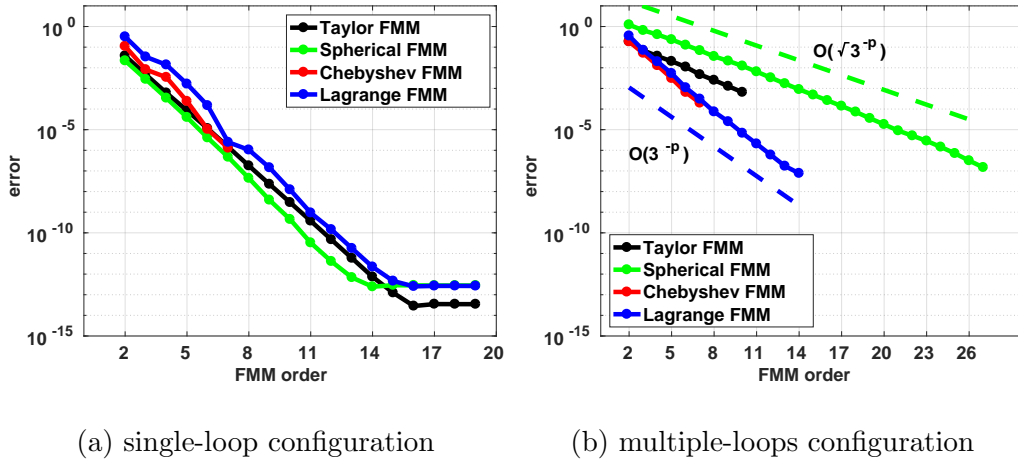 10^0
10^-5
10^-10
10^-15
error
2 5 8 11 14 17 20
FMM order
Taylor FMM
Spherical FMM
Chebyshev FMM
Lagrange FMM
(a) single-loop configuration
10^0
10^-5
10^-10
10^-15
error
2 5 8 11 14 17 20 23 26
FMM order
O(√3^-p)
O(3^-p)
Taylor FMM
Spherical FMM
Chebyshev FMM
Lagrange FMM
(b) multiple-loops configuration